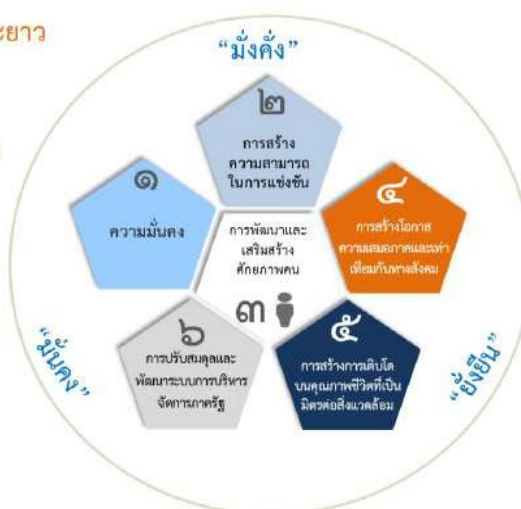 ะยาว
“มั่งคั่ง”
๒
การสร้าง
ความสามารถ
ในการแข่งขัน
๑
ความมั่นคง
การพัฒนาและ
เสริมสร้าง
ศักยภาพคน
๓
๔
การสร้างโอกาส
ความเสมอภาคและเท่า
เทียมกันทางสังคม
๖
การปรับสมดุลและ
พัฒนาระบบการบริหาร
จัดการภาครัฐ
๕
การสร้างการเติบโต
บนคุณภาพชีวิตที่เป็น
มิตรต่อสิ่งแวดล้อม
“มั่นคง”
“ยั่งยืน”